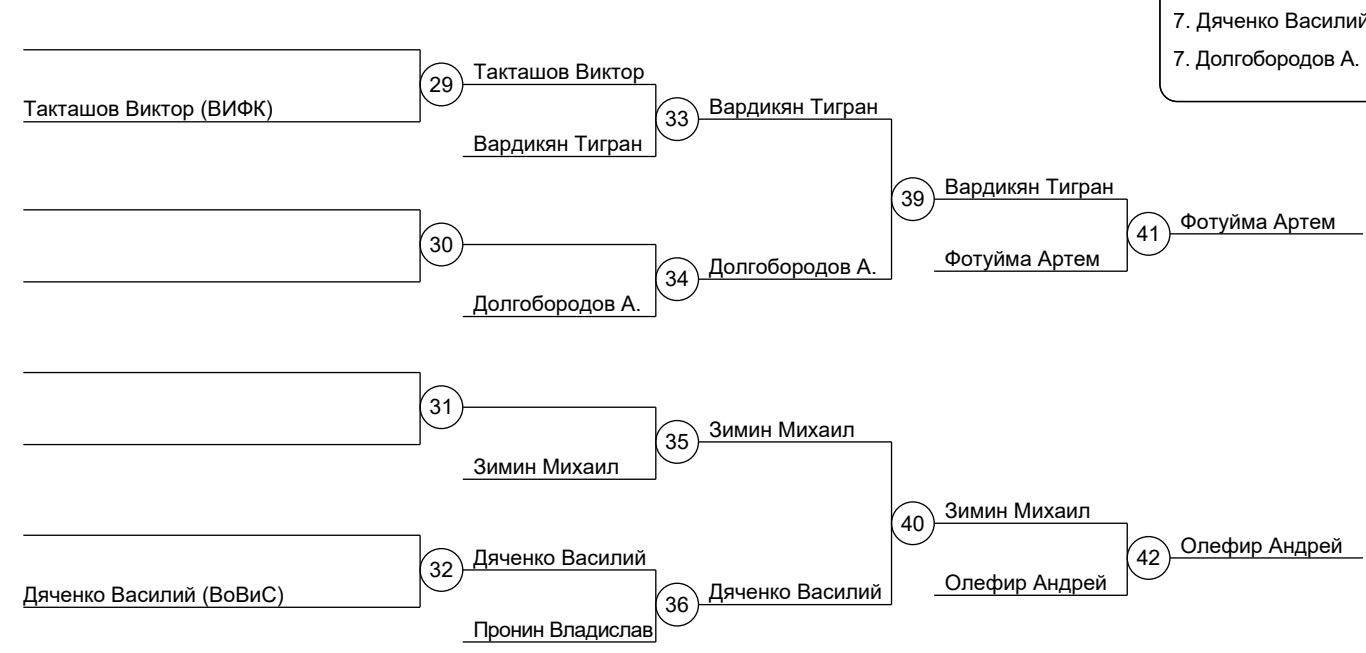 7. Дяченко Василий
7. Долгобородов А.
29
Такташов Виктор
Такташов Виктор (ВИФК)
33
Вардикян Тигран
Вардикян Тигран
39
Вардикян Тигран
30
41
Фотуйма Артем
34
Долгобородов А.
Фотуйма Артем
Долгобородов А.
31
35
Зимин Михаил
Зимин Михаил
40
Зимин Михаил
32
Дяченко Василий
42
Олефир Андрей
Дяченко Василий (ВоВиС)
36
Дяченко Василий
Олефир Андрей
Пронин Владислав